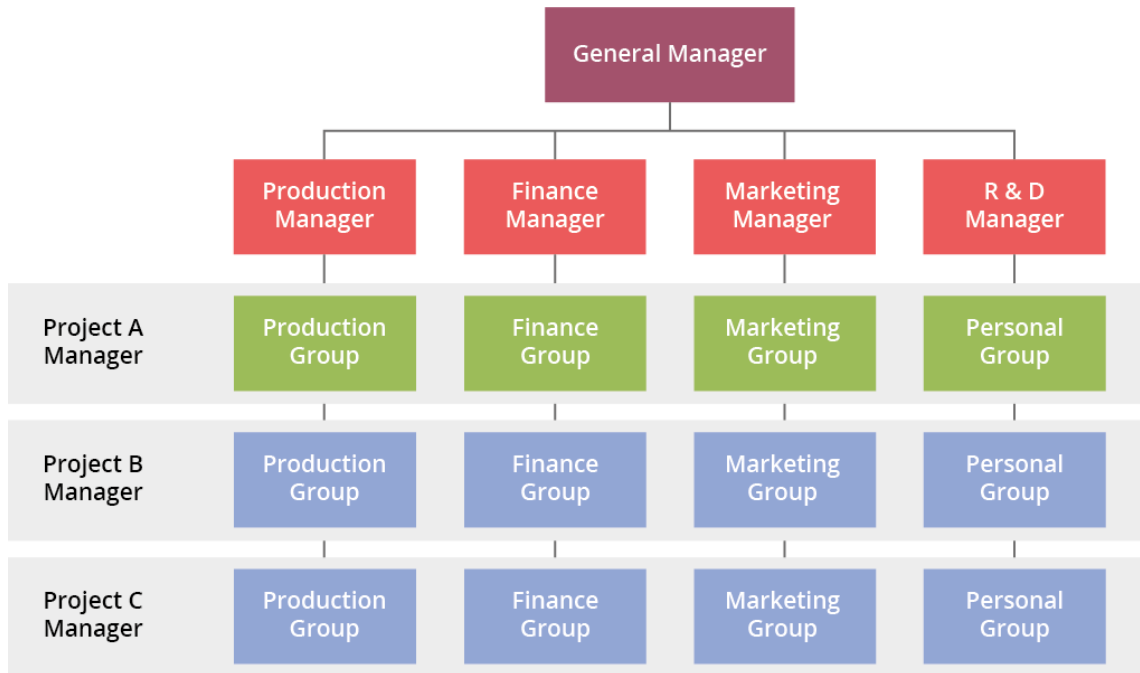 General Manager
Production
Manager
Finance
Manager
Marketing
Manager
R & D
Manager
Project A
Manager
Production
Group
Finance
Group
Marketing
Group
Personal
Group
Project B
Manager
Production
Group
Finance
Group
Marketing
Group
Personal
Group
Project C
Manager
Production
Group
Finance
Group
Marketing
Group
Personal
Group